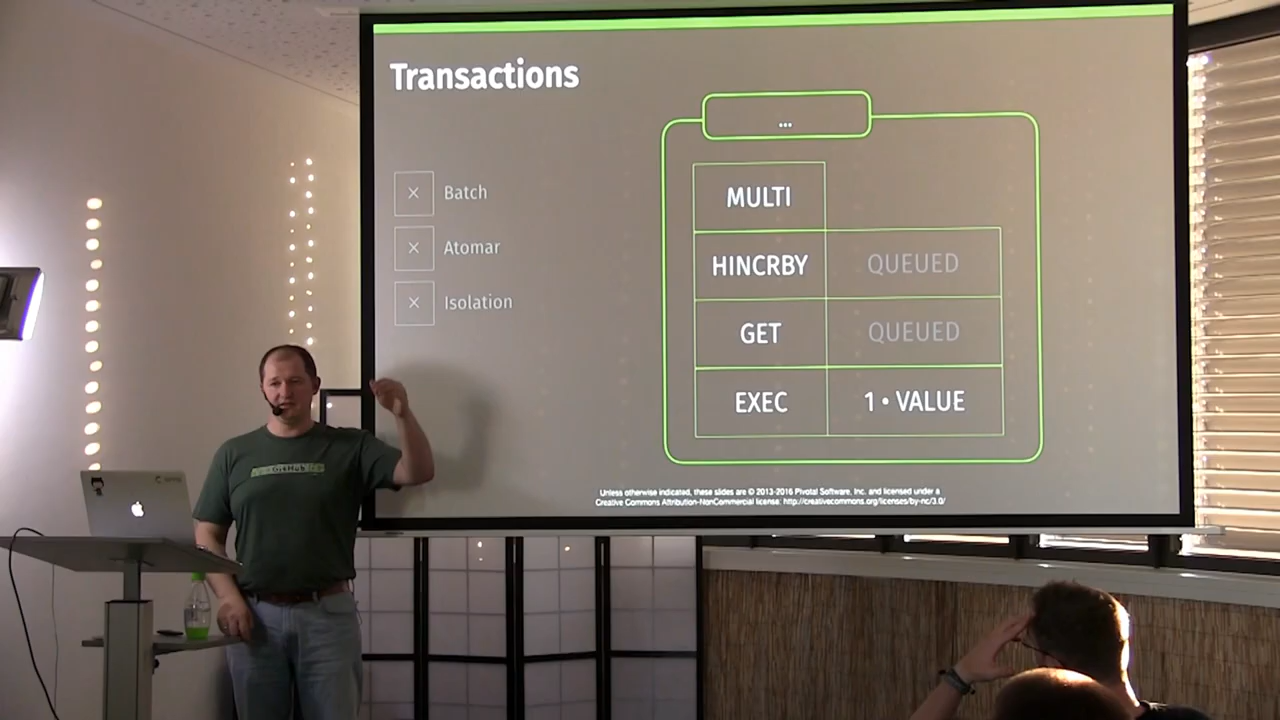 Transactions
...
× Batch
× Atomar
× Isolation
MULTI
HINCRBY QUEUED
GET QUEUED
EXEC 1 • VALUE
Unless otherwise indicated, these slides are © 2013-2016 Pivotal Software, Inc. and licensed under a
Creative Commons Attribution-NonCommercial license: http://creativecommons.org/licenses/by-nc/3.0/
GitHub